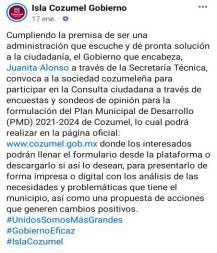 Isla Cozumel Gobierno
17 ene.
Cumpliendo la premisa de ser una
administración que escuche y dé pronta solución
a la ciudadanía, el Gobierno que encabeza,
Juanita Alonso a través de la Secretaría Técnica,
convoca a la sociedad cozumeleña para
participar en la Consulta ciudadana a través de
encuestas y sondeos de opinión para la
formulación del Plan Municipal de Desarrollo
(PMD) 2021-2024 de Cozumel, lo cual podrá
realizar en la página oficial:
www.cozumel.gob.mx donde los interesados
podrán llenar el formulario desde la plataforma o
descargarlo si así lo desean, para presentarlo de
forma impresa o digital con los análisis de las
necesidades y problemáticas que tiene el
municipio, así como una propuesta de acciones
que generen cambios positivos.
#UnidosSomosMásGrandes
#GobiernoEficaz
#IslaCozumel